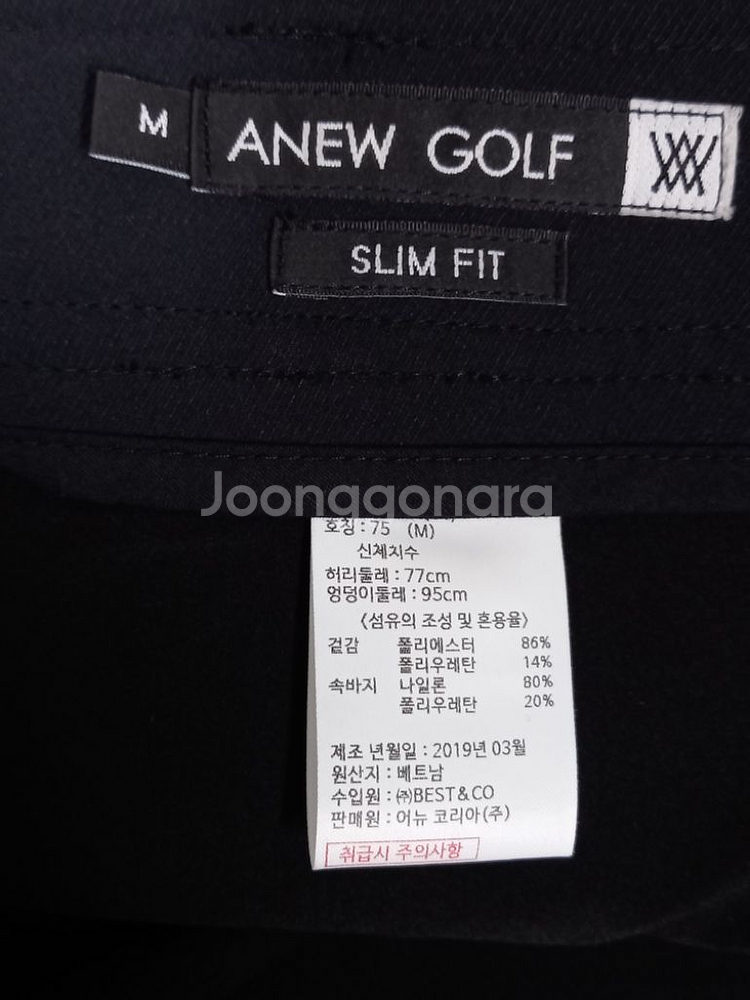 M
ANEW GOLF
SLIM FIT
Joonggonara
호칭 : 75 (M)
신체치수
허리둘레 : 77cm
엉덩이둘레 : 95cm
〈섬유의 조성 및 혼용율〉
겉감 폴리에스터 86%
폴리우레탄 14%
속바지 나일론 80%
폴리우레탄 20%
제조 년월일 : 2019년 03월
원산지 : 베트남
수입원 : ㈜BEST&CO
판매원 : 어뉴 코리아(주)
취급시 주의사항